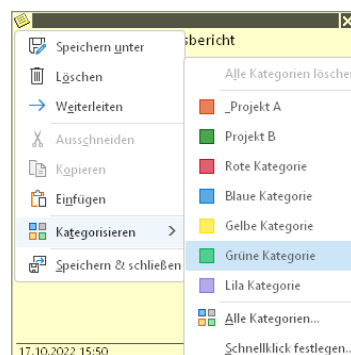 sbericht
Speichern unter
Löschen
Weiterleiten
Ausschneiden
Kopieren
Einfügen
Kategorisieren
Speichern & schließen
Alle Kategorien lösche
_Projekt A
Projekt B
Rote Kategorie
Blaue Kategorie
Gelbe Kategorie
Grüne Kategorie
Lila Kategorie
Alle Kategorien...
Schnellklick festlegen..
17.10.2022 15:50